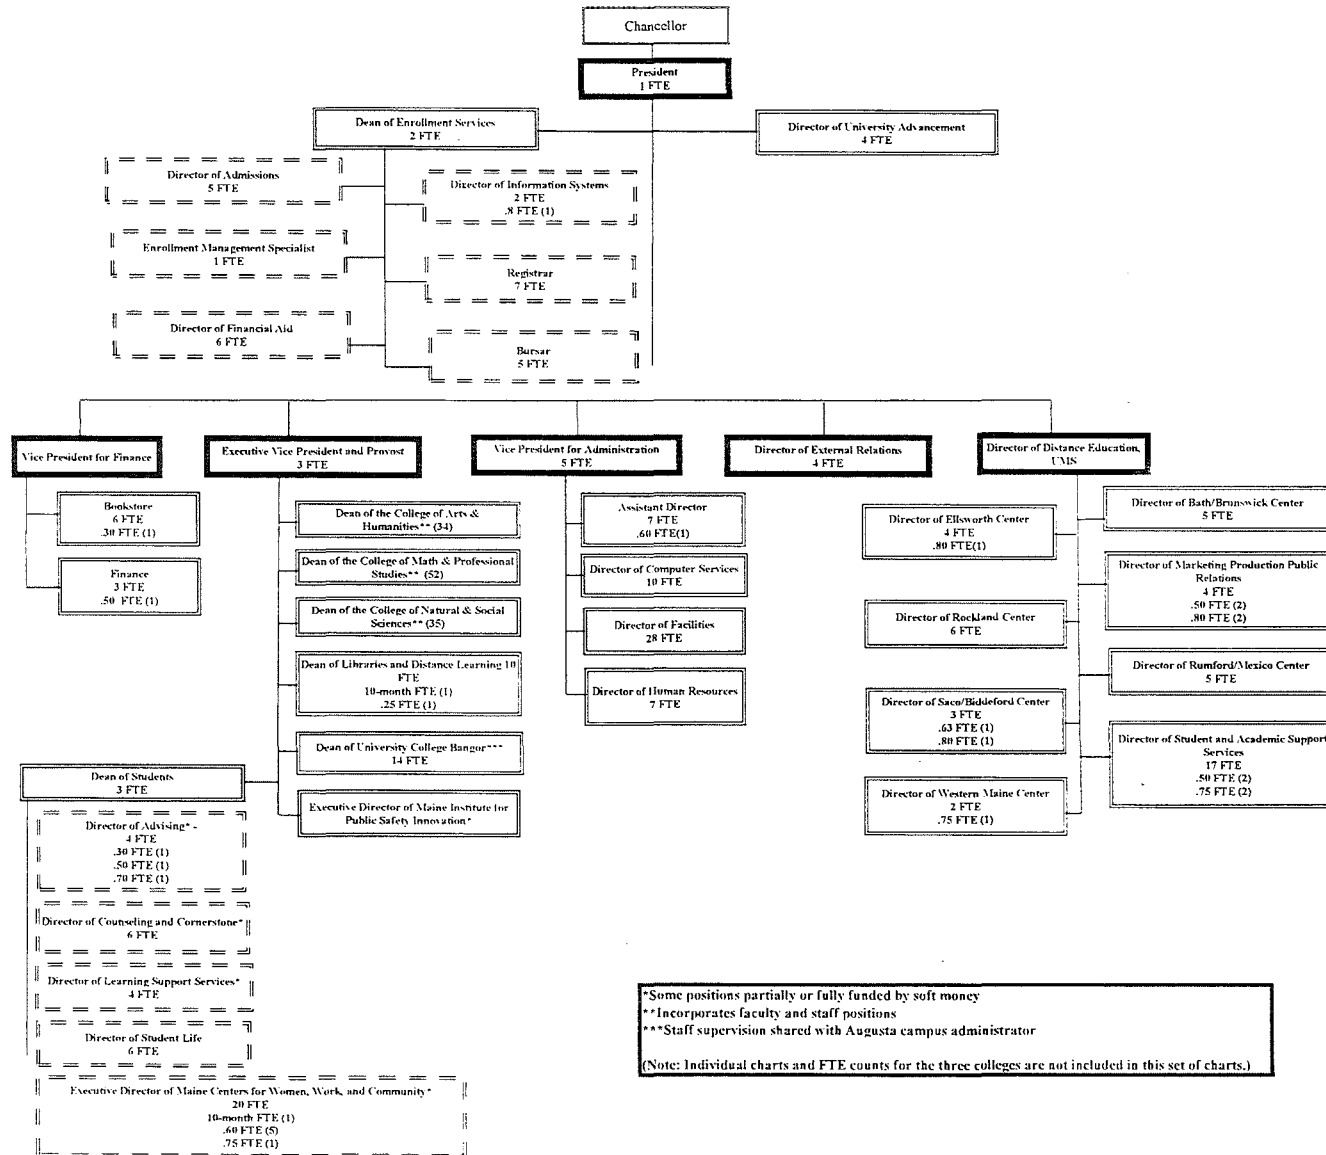 Chancellor
President
1 FTE
Dean of Enrollment Services
2 FTE
Director of University Advancement
4 FTE
Director of Admissions
5 FTE
Director of Information Systems
2 FTE
.8 FTE (1)
Enrollment Management Specialist
1 FTE
Registrar
7 FTE
Director of Financial Aid
6 FTE
Bursar
5 FTE
Vice President for Finance
Executive Vice President and Provost
3 FTE
Vice President for Administration
5 FTE
Director of External Relations
4 FTE
Director of Distance Education,
UMS
Bookstore
6 FTE
.30 FTE (1)
Finance
3 FTE
.50 FTE (1)
Dean of the College of Arts &
Humanities** (34)
Dean of the College of Math & Professional
Studies** (52)
Dean of the College of Natural & Social
Sciences** (35)
Dean of Libraries and Distance Learning 10
FTE
10-month FTE (1)
.25 FTE (1)
Dean of University College Bangor***
14 FTE
Executive Director of Maine Institute for
Public Safety Innovation*
Dean of Students
3 FTE
Director of Advising* -
4 FTE
.30 FTE (1)
.50 FTE (1)
.70 FTE (1)
Director of Counseling and Cornerstone*
6 FTE
Director of Learning Support Services*
4 FTE
Director of Student Life
6 FTE
Executive Director of Maine Centers for Women, Work, and Community*
20 FTE
10-month FTE (1)
.60 FTE (5)
.75 FTE (1)
Assistant Director
7 FTE
.60 FTE(1)
Director of Computer Services
10 FTE
Director of Facilities
28 FTE
Director of Human Resources
7 FTE
Director of Ellsworth Center
4 FTE
.80 FTE(1)
Director of Rockland Center
6 FTE
Director of Saco/Biddeford Center
3 FTE
.63 FTE (1)
.80 FTE (1)
Director of Western Maine Center
2 FTE
.75 FTE (1)
Director of Bath/Brunswick Center
5 FTE
Director of Marketing Production Public
Relations
4 FTE
.50 FTE (2)
.80 FTE (2)
Director of Rumford/Mexico Center
5 FTE
Director of Student and Academic Support
Services
17 FTE
.50 FTE (2)
.75 FTE (2)
*Some positions partially or fully funded by soft money
**Incorporates faculty and staff positions
***Staff supervision shared with Augusta campus administrator
(Note: Individual charts and FTE counts for the three colleges are not included in this set of charts.)